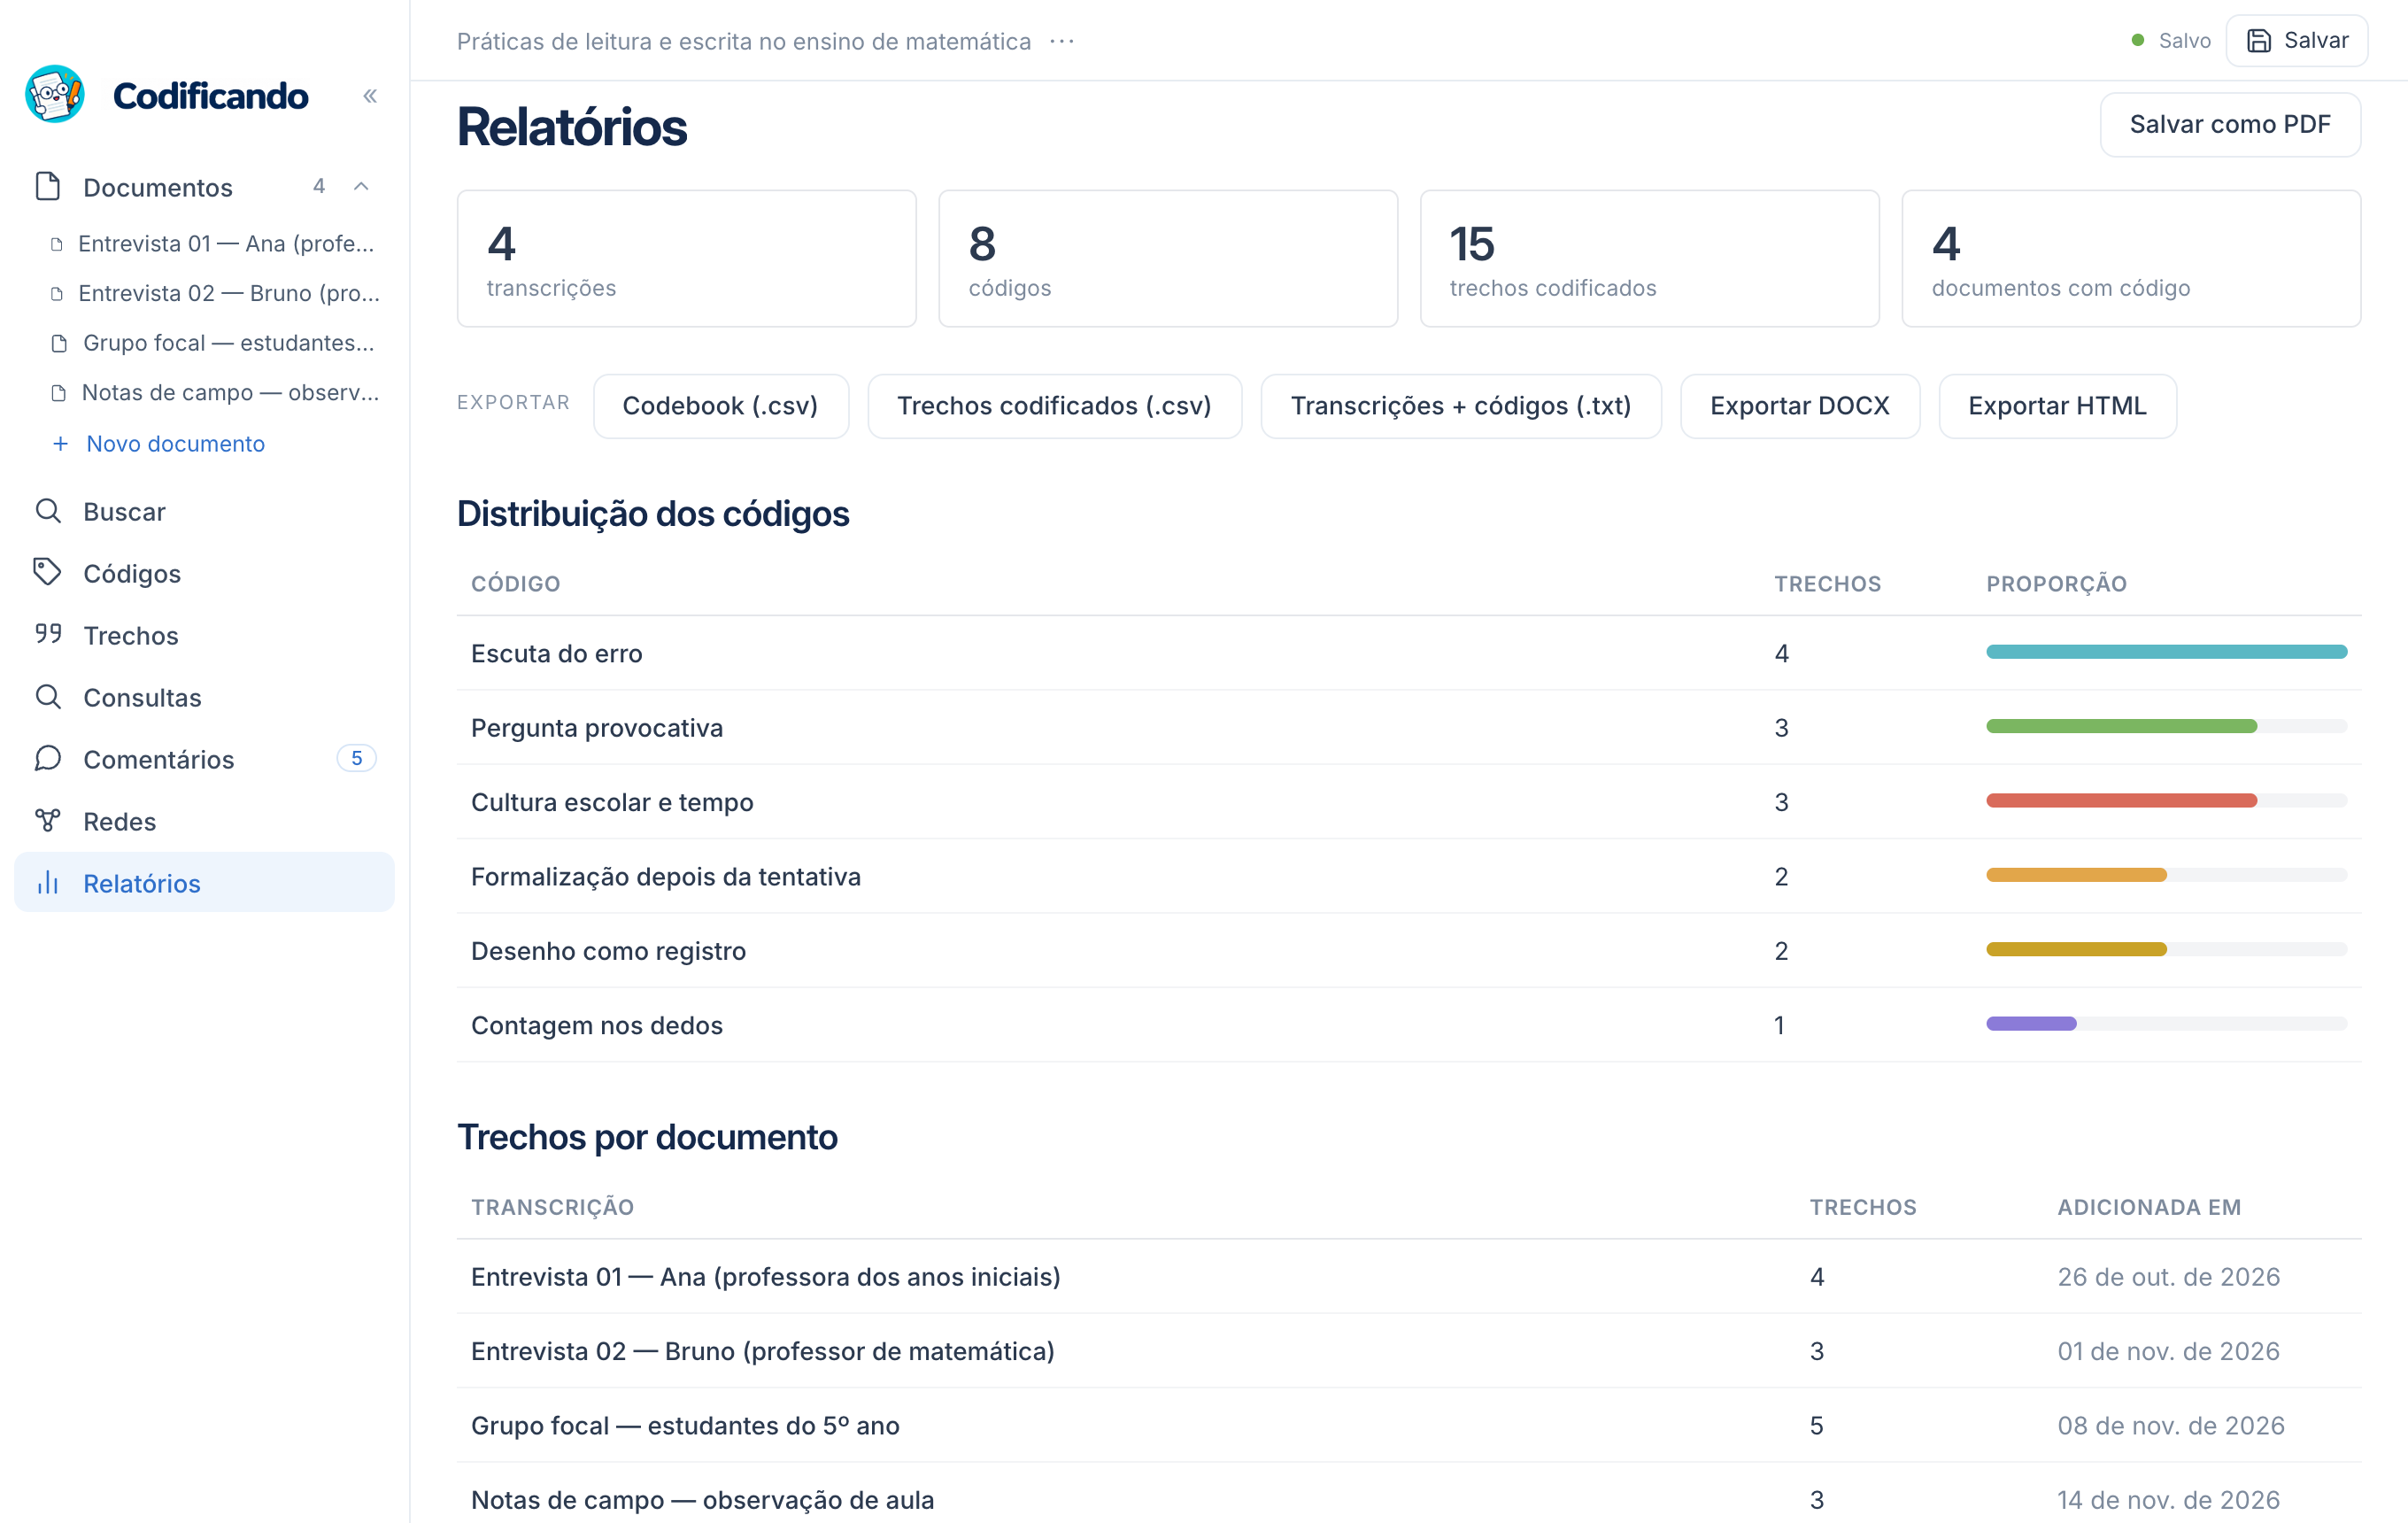 Codificando
Documentos 4
Entrevista 01 — Ana (profe...
Entrevista 02 — Bruno (pro...
Grupo focal — estudantes...
Notas de campo — observ...
+ Novo documento
Buscar
Códigos
Trechos
Consultas
Comentários 5
Redes
Relatórios
Práticas de leitura e escrita no ensino de matemática ...
Salvo
Salvar
Relatórios
Salvar como PDF
4
transcrições
8
códigos
15
trechos codificados
4
documentos com código
EXPORTAR
Codebook (.csv)
Trechos codificados (.csv)
Transcrições + códigos (.txt)
Exportar DOCX
Exportar HTML
Distribuição dos códigos
CÓDIGO TRECHOS PROPORÇÃO
Escuta do erro 4
Pergunta provocativa 3
Cultura escolar e tempo 3
Formalização depois da tentativa 2
Desenho como registro 2
Contagem nos dedos 1
Trechos por documento
TRANSCRIÇÃO TRECHOS ADICIONADA EM
Entrevista 01 — Ana (professora dos anos iniciais) 4 26 de out. de 2026
Entrevista 02 — Bruno (professor de matemática) 3 01 de nov. de 2026
Grupo focal — estudantes do 5º ano 5 08 de nov. de 2026
Notas de campo — observação de aula 3 14 de nov. de 2026